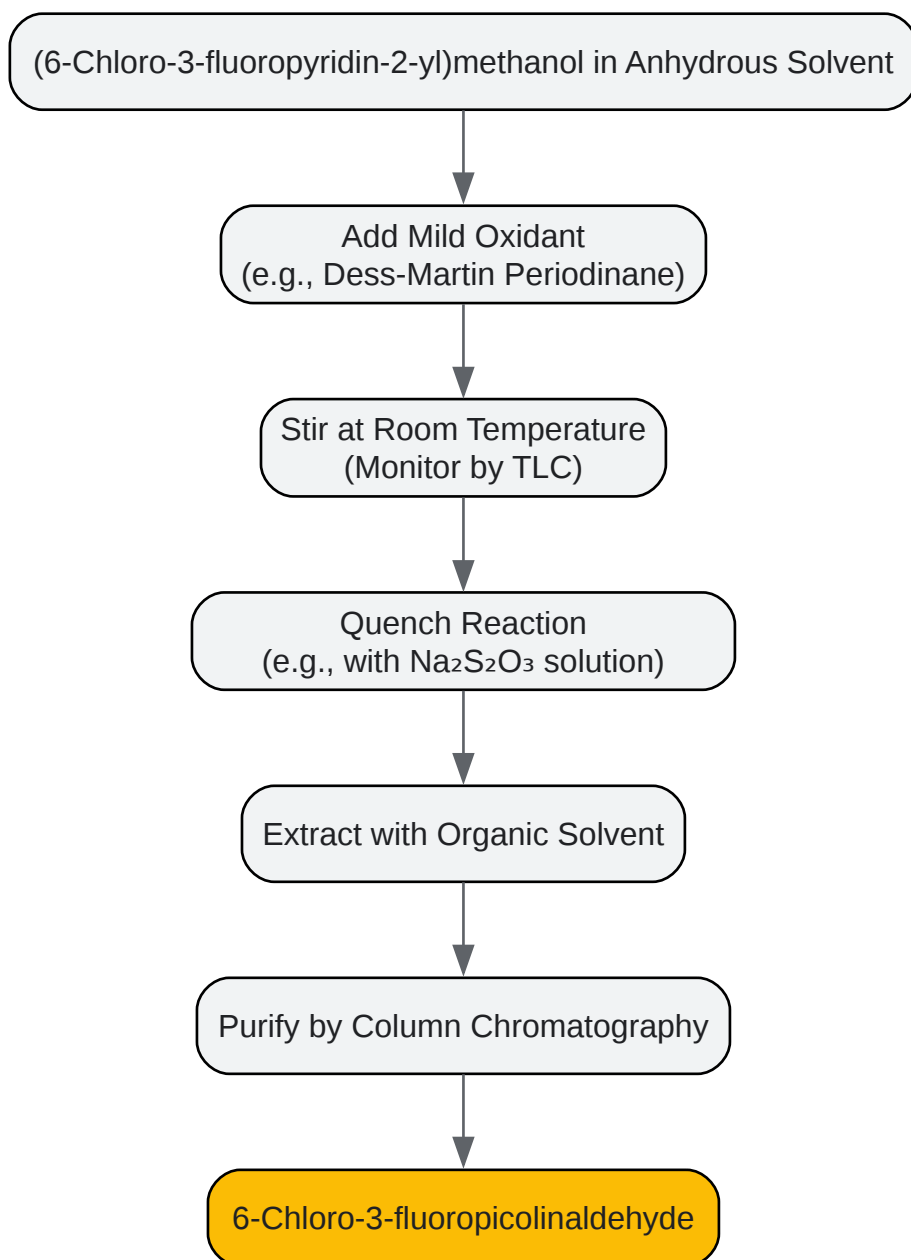 (6-Chloro-3-fluoropyridin-2-yl)methanol in Anhydrous Solvent
Add Mild Oxidant
(e.g., Dess-Martin Periodinane)
Stir at Room Temperature
(Monitor by TLC)
Quench Reaction
(e.g., with Na₂S₂O₃ solution)
Extract with Organic Solvent
Purify by Column Chromatography
6-Chloro-3-fluoropicolinaldehyde